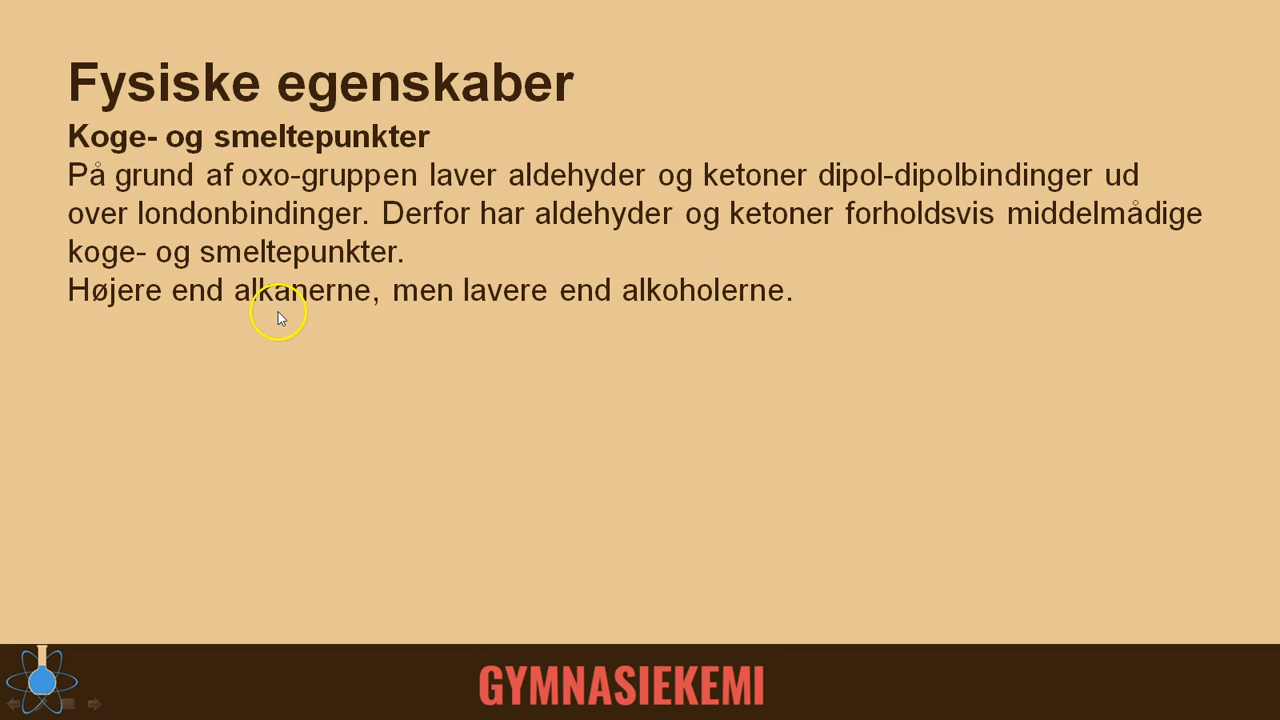 Fysiske egenskaber
Koge- og smeltepunkter
På grund af oxo-gruppen laver aldehyder og ketoner dipol-dipolbindinger ud
over londonbindinger. Derfor har aldehyder og ketoner forholdsvis middelmådige
koge- og smeltepunkter.
Højere end alkanerne, men lavere end alkoholerne.
GYMNASIEKEMI